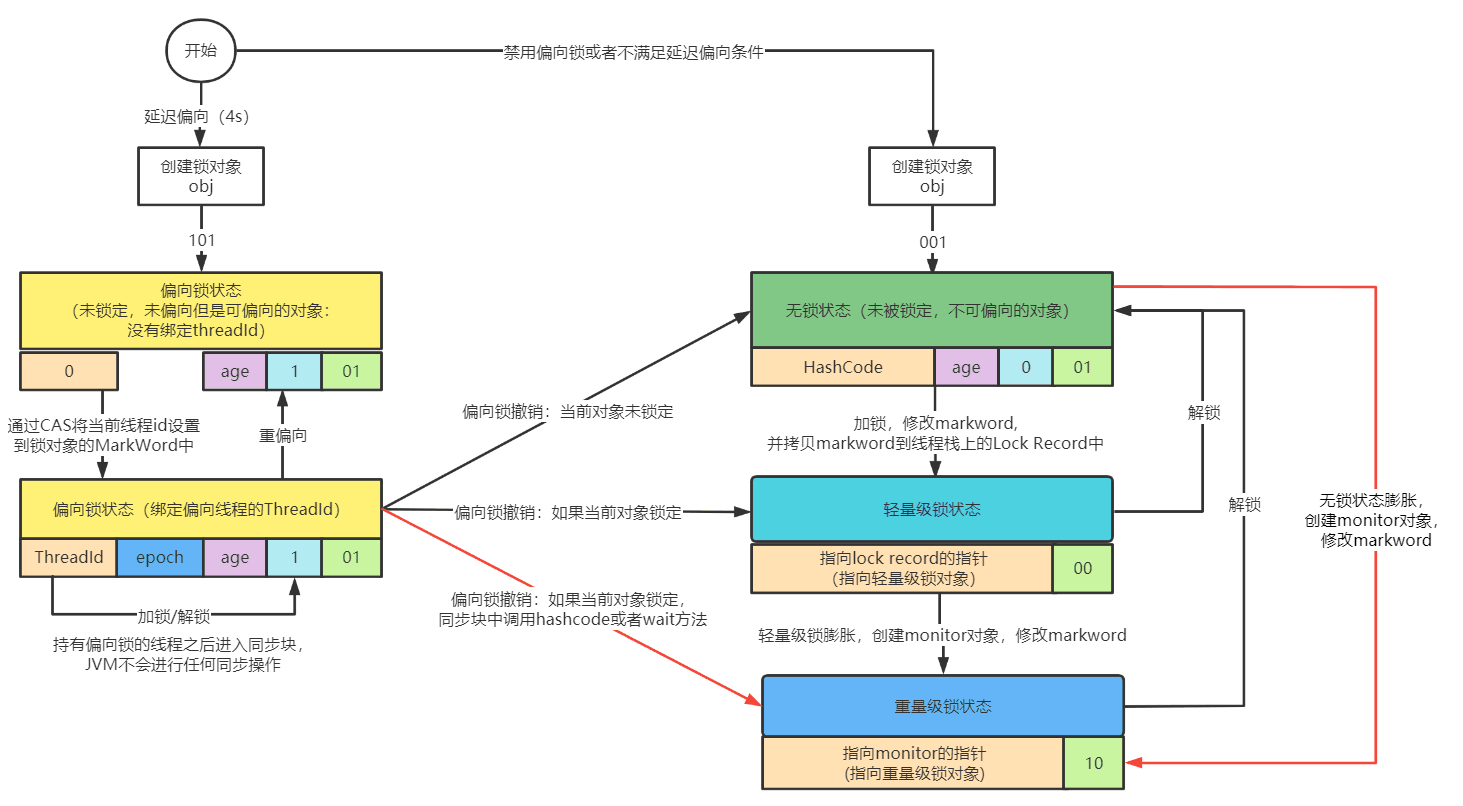 开始
禁用偏向锁或者不满足延迟偏向条件
延迟偏向（4s）
创建锁对象
obj
创建锁对象
obj
101
001
偏向锁状态
（未锁定，未偏向但是可偏向的对象：
没有绑定threadId）
0
age
1
01
无锁状态（未被锁定，不可偏向的对象）
HashCode
age
0
01
通过CAS将当前线程id设置
到锁对象的MarkWord中
重偏向
偏向锁撤销：当前对象未锁定
加锁，修改markword，
并拷贝markword到线程栈上的Lock Record中
解锁
解锁
无锁状态膨胀，
创建monitor对象，
修改markword
偏向锁状态（绑定偏向线程的ThreadId）
ThreadId
epoch
age
1
01
偏向锁撤销：如果当前对象锁定
轻量级锁状态
指向lock record的指针
(指向轻量级锁对象)
00
加锁/解锁
持有偏向锁的线程之后进入同步块，
JVM不会进行任何同步操作
偏向锁撤销：如果当前对象锁定，
同步块中调用hashcode或者wait方法
轻量级锁膨胀，创建monitor对象，修改markword
重量级锁状态
指向monitor的指针
(指向重量级锁对象)
10